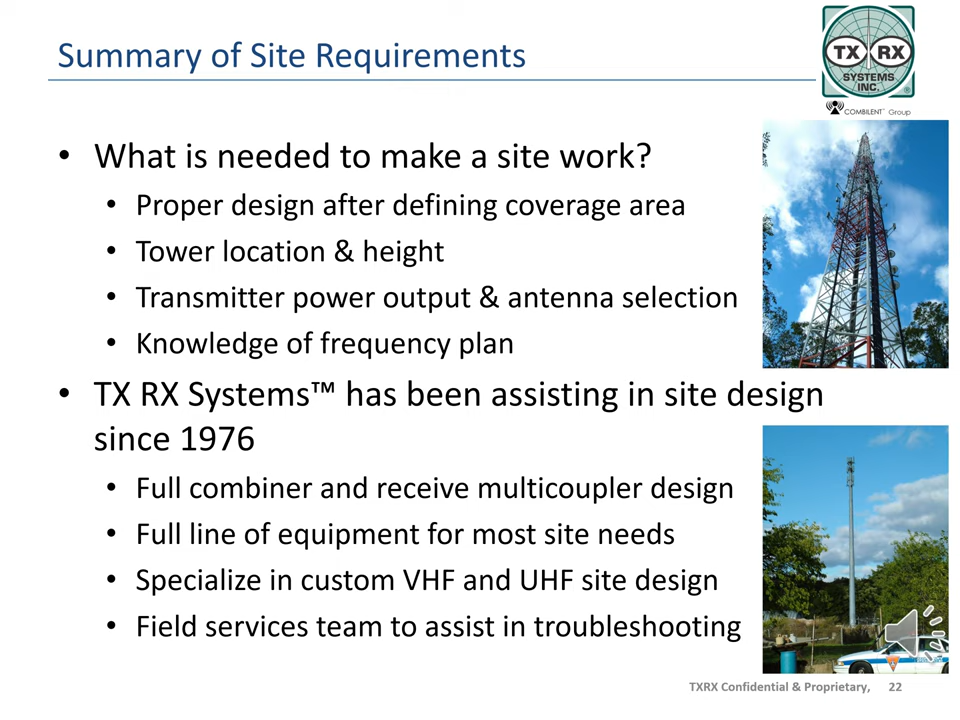 Summary of Site Requirements
TX RX
SYSTEMS
INC.
®
COMBILENT™ Group
• What is needed to make a site work?
• Proper design after defining coverage area
• Tower location & height
• Transmitter power output & antenna selection
• Knowledge of frequency plan
• TX RX Systems™ has been assisting in site design
since 1976
• Full combiner and receive multicoupler design
• Full line of equipment for most site needs
• Specialize in custom VHF and UHF site design
• Field services team to assist in troubleshooting
TXRX Confidential & Proprietary, 22